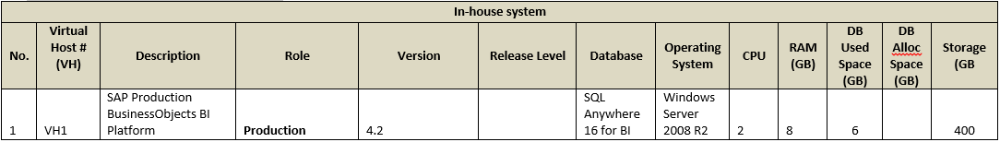 In-house system
No.
Virtual
Host #
(VH)
Description
Role
Version
Release Level
Database
Operating
System
CPU
RAM
(GB)
DB
Used
Space
(GB)
DB
Alloc
Space
(GB)
Storage
(GB
1
VH1
SAP Production
BusinessObjects BI
Platform
Production
4.2
SQL
Anywhere
16 for BI
Windows
Server
2008 R2
2
8
6
400